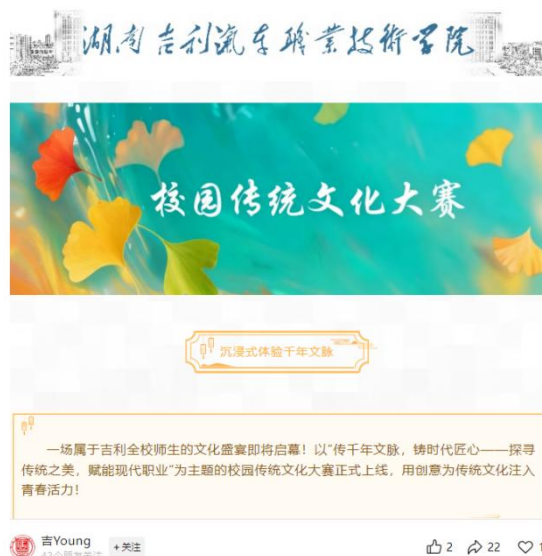 湖南吉利汽车职业技术学院
校园传统文化大赛
沉浸式体验千年文脉
一场属于吉利全校师生的文化盛宴即将启幕！以“传千年文脉，铸时代匠心——探寻
传统之美，赋能现代职业”为主题的校园传统文化大赛正式上线，用创意为传统文化注入
青春活力！
吉Young
+关注
2
22